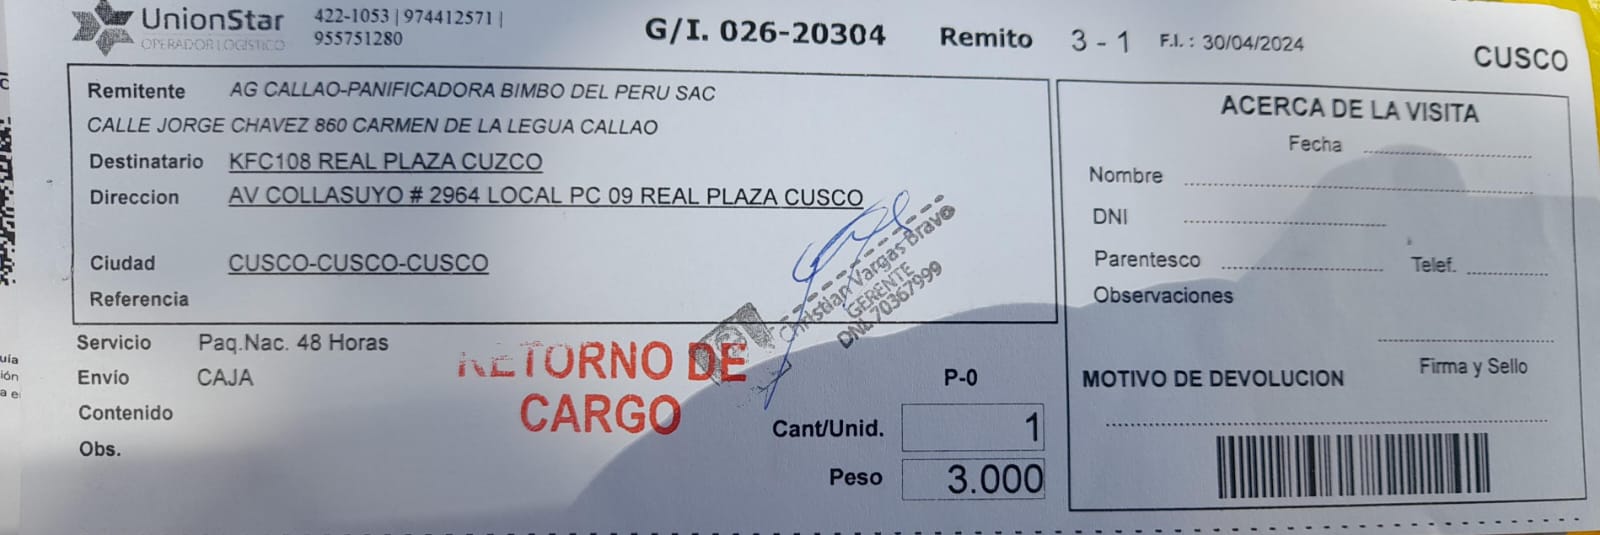 UnionStar
OPERADOR LOGISTICO
422-1053 | 974412571 |
955751280
G/I. 026-20304 Remito 3 - 1 F.I. : 30/04/2024
CUSCO
Remitente AG CALLAO-PANIFICADORA BIMBO DEL PERU SAC
CALLE JORGE CHAVEZ 860 CARMEN DE LA LEGUA CALLAO
Destinatario KFC108 REAL PLAZA CUZCO
Direccion AV COLLASUYO # 2964 LOCAL PC 09 REAL PLAZA CUSCO
Ciudad CUSCO-CUSCO-CUSCO
Referencia
Christian Vargas Bravo
GERENTE
DNI. 70367999
Servicio Paq.Nac. 48 Horas
Envío CAJA
Contenido
Obs.
RETORNO DE
CARGO
P-0
Cant/Unid. 1
Peso 3.000
ACERCA DE LA VISITA
Fecha
Nombre
DNI
Parentesco Telef.
Observaciones
Firma y Sello
MOTIVO DE DEVOLUCION